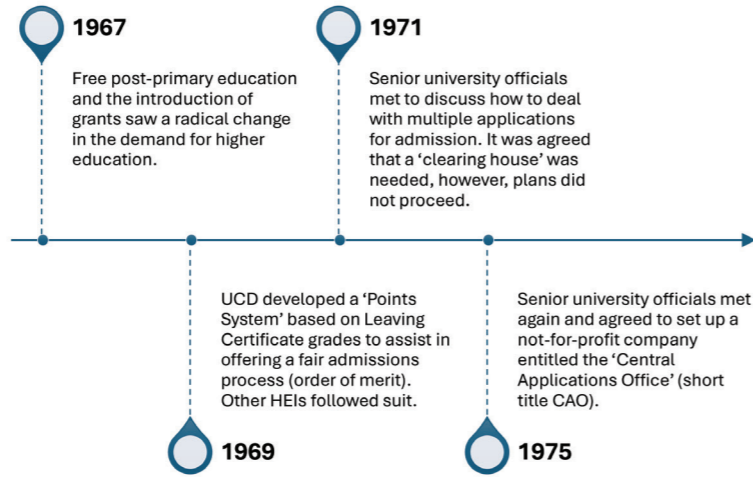 1967
Free post-primary education
and the introduction of
grants saw a radical change
in the demand for higher
education.
1969
UCD developed a ‘Points
System’ based on Leaving
Certificate grades to assist in
offering a fair admissions
process (order of merit).
Other HEIs followed suit.
1971
Senior university officials
met to discuss how to deal
with multiple applications
for admission. It was agreed
that a ‘clearing house’ was
needed, however, plans did
not proceed.
1975
Senior university officials met
again and agreed to set up a
not-for-profit company
entitled the ‘Central
Applications Office’ (short
title CAO).